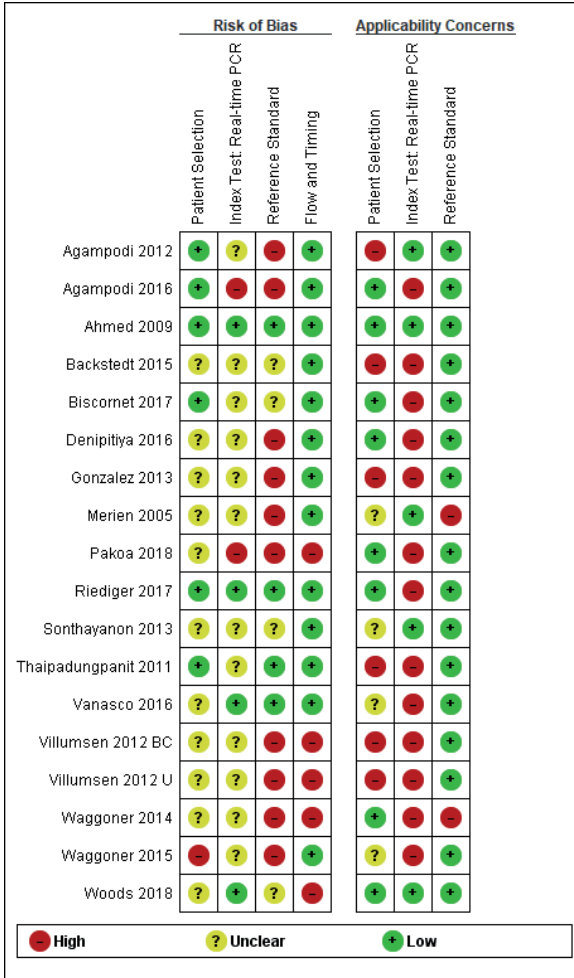 Risk of Bias Applicability Concerns
Patient Selection
Index Test: Real-time PCR
Reference Standard
Flow and Timing
Patient Selection
Index Test: Real-time PCR
Reference Standard
Agampodi 2012 + ? - + - + +
Agampodi 2016 + - - + + - +
Ahmed 2009 + + + + + + +
Backstedt 2015 ? ? ? + - - +
Biscornet 2017 + ? ? + + - +
Denipitiya 2016 ? ? - + + - +
Gonzalez 2013 ? ? - + - - +
Merien 2005 ? ? - + ? + -
Pakoa 2018 ? - - - + - +
Riediger 2017 + + + + + - +
Sonthayanon 2013 ? ? ? + ? + +
Thaipadungpanit 2011 + ? + + - - +
Vanasco 2016 ? + + + ? - +
Villumsen 2012 BC ? ? - - - - +
Villumsen 2012 U ? ? - - - - +
Waggoner 2014 ? ? - - + - -
Waggoner 2015 - ? - + ? - +
Woods 2018 ? + ? - + + +
- High ? Unclear + Low